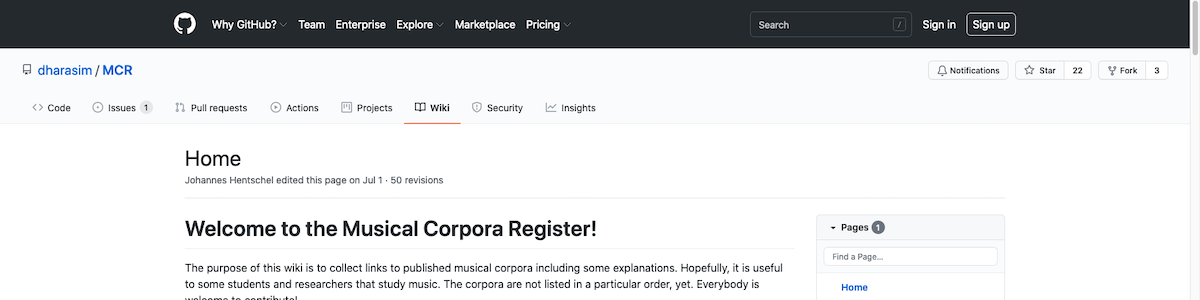 Why GitHub? Team Enterprise Explore Marketplace Pricing Search / Sign in Sign up
dharasim / MCR Notifications Star 22 Fork 3
Code Issues 1 Pull requests Actions Projects Wiki Security Insights
Home
Johannes Hentschel edited this page on Jul 1 · 50 revisions
Welcome to the Musical Corpora Register!
The purpose of this wiki is to collect links to published musical corpora including some explanations. Hopefully, it is useful
to some students and researchers that study music. The corpora are not listed in a particular order, yet. Everybody is
welcome to contribute!
Pages 1
Find a Page...
Home